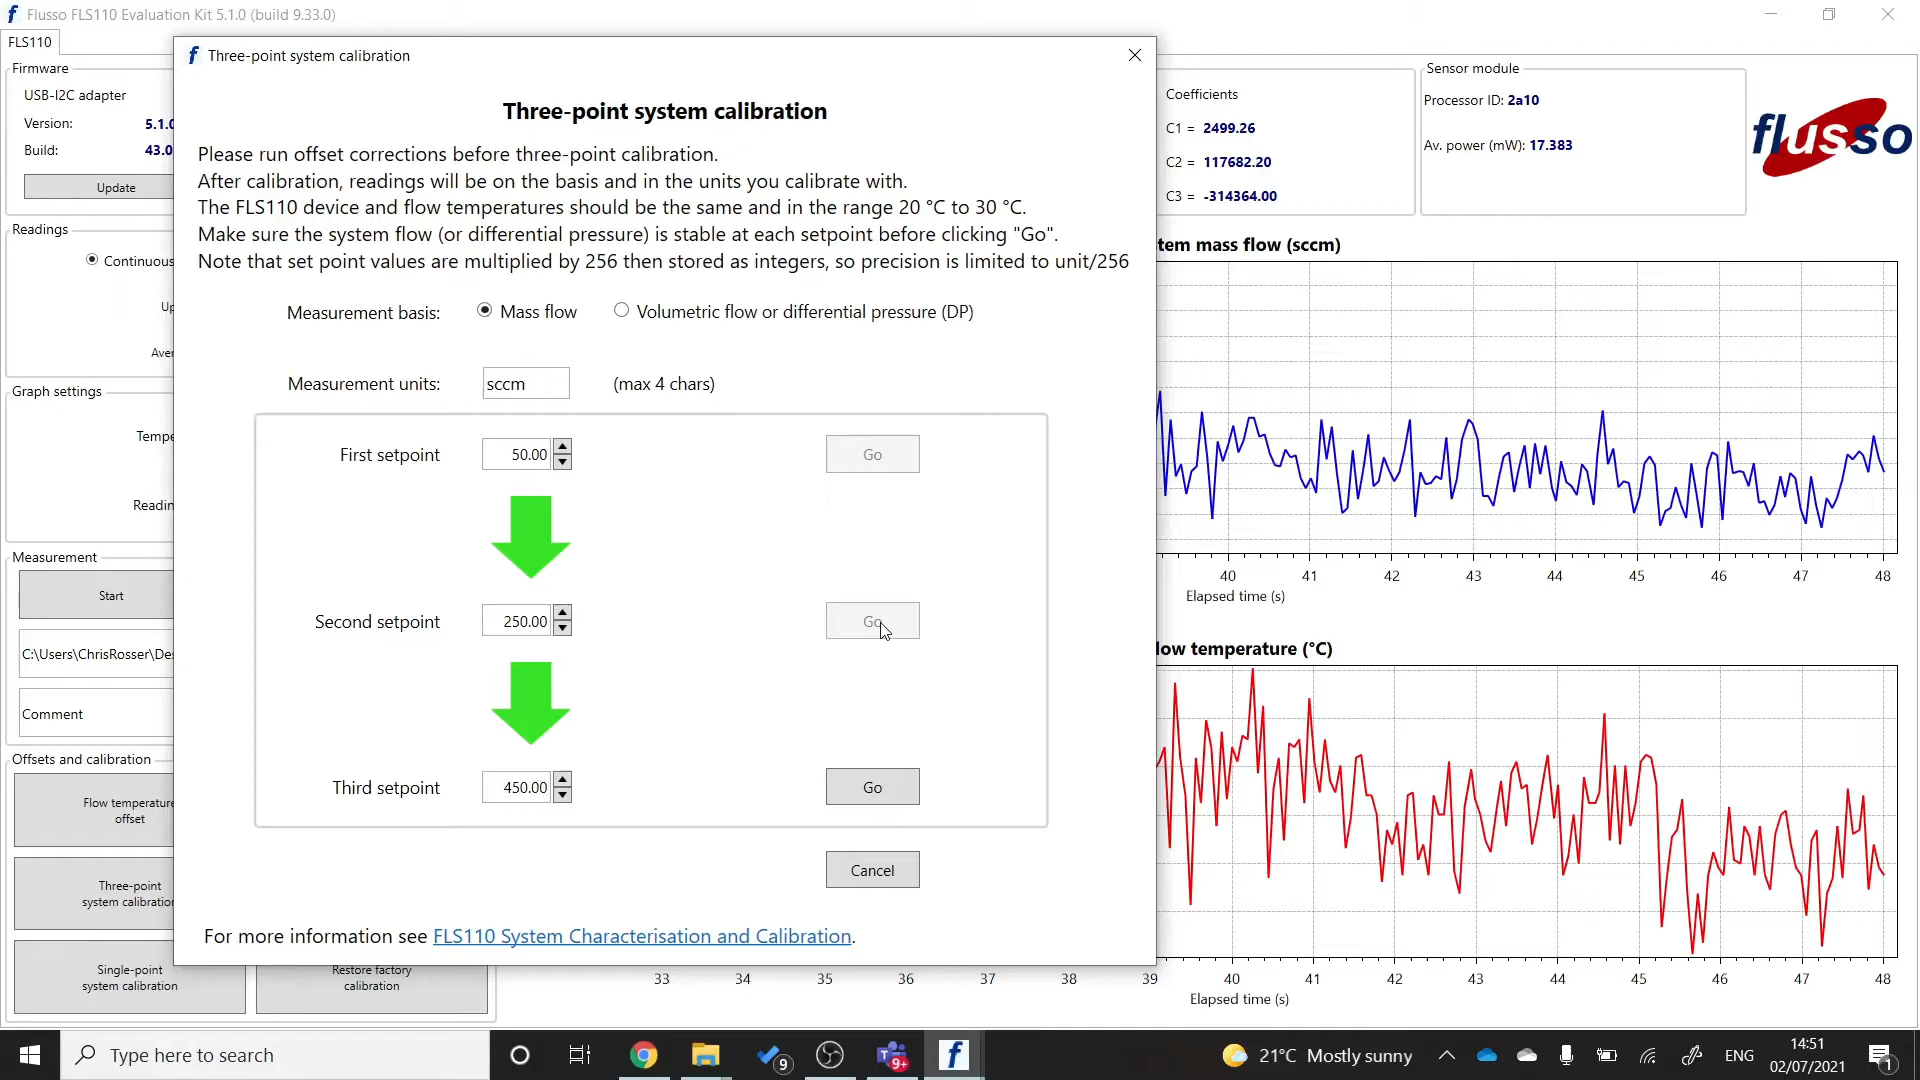 Flusso FLS110 Evaluation Kit 5.1.0 (build 9.33.0)
FLS110
Firmware
USB-I2C adapter
Version: 5.1.0
Build: 43.0
Update
Readings
Continuous
Graph settings
Measurement
Start
C:\Users\ChrisRosser\De
Comment
Offsets and calibration
Flow temperature
offset
Three-point
system calibration
Single-point
system calibration
Restore factory
calibration
Three-point system calibration
Three-point system calibration
Please run offset corrections before three-point calibration.
After calibration, readings will be on the basis and in the units you calibrate with.
The FLS110 device and flow temperatures should be the same and in the range 20 °C to 30 °C.
Make sure the system flow (or differential pressure) is stable at each setpoint before clicking "Go".
Note that set point values are multiplied by 256 then stored as integers, so precision is limited to unit/256
Measurement basis: Mass flow Volumetric flow or differential pressure (DP)
Measurement units: sccm (max 4 chars)
First setpoint 50.00 Go
Second setpoint 250.00 Go
Third setpoint 450.00 Go
Cancel
For more information see FLS110 System Characterisation and Calibration.
Coefficients
C1 = 2499.26
C2 = 117682.20
C3 = -314364.00
Sensor module
Processor ID: 2a10
Av. power (mW): 17.383
flusso
tem mass flow (sccm)
40 41 42 43 44 45 46 47 48
Elapsed time (s)
low temperature (°C)
33 34 35 36 37 38 39 40 41 42 43 44 45 46 47 48
Elapsed time (s)
Type here to search
9
9+
21°C Mostly sunny
ENG
14:51
02/07/2021
1